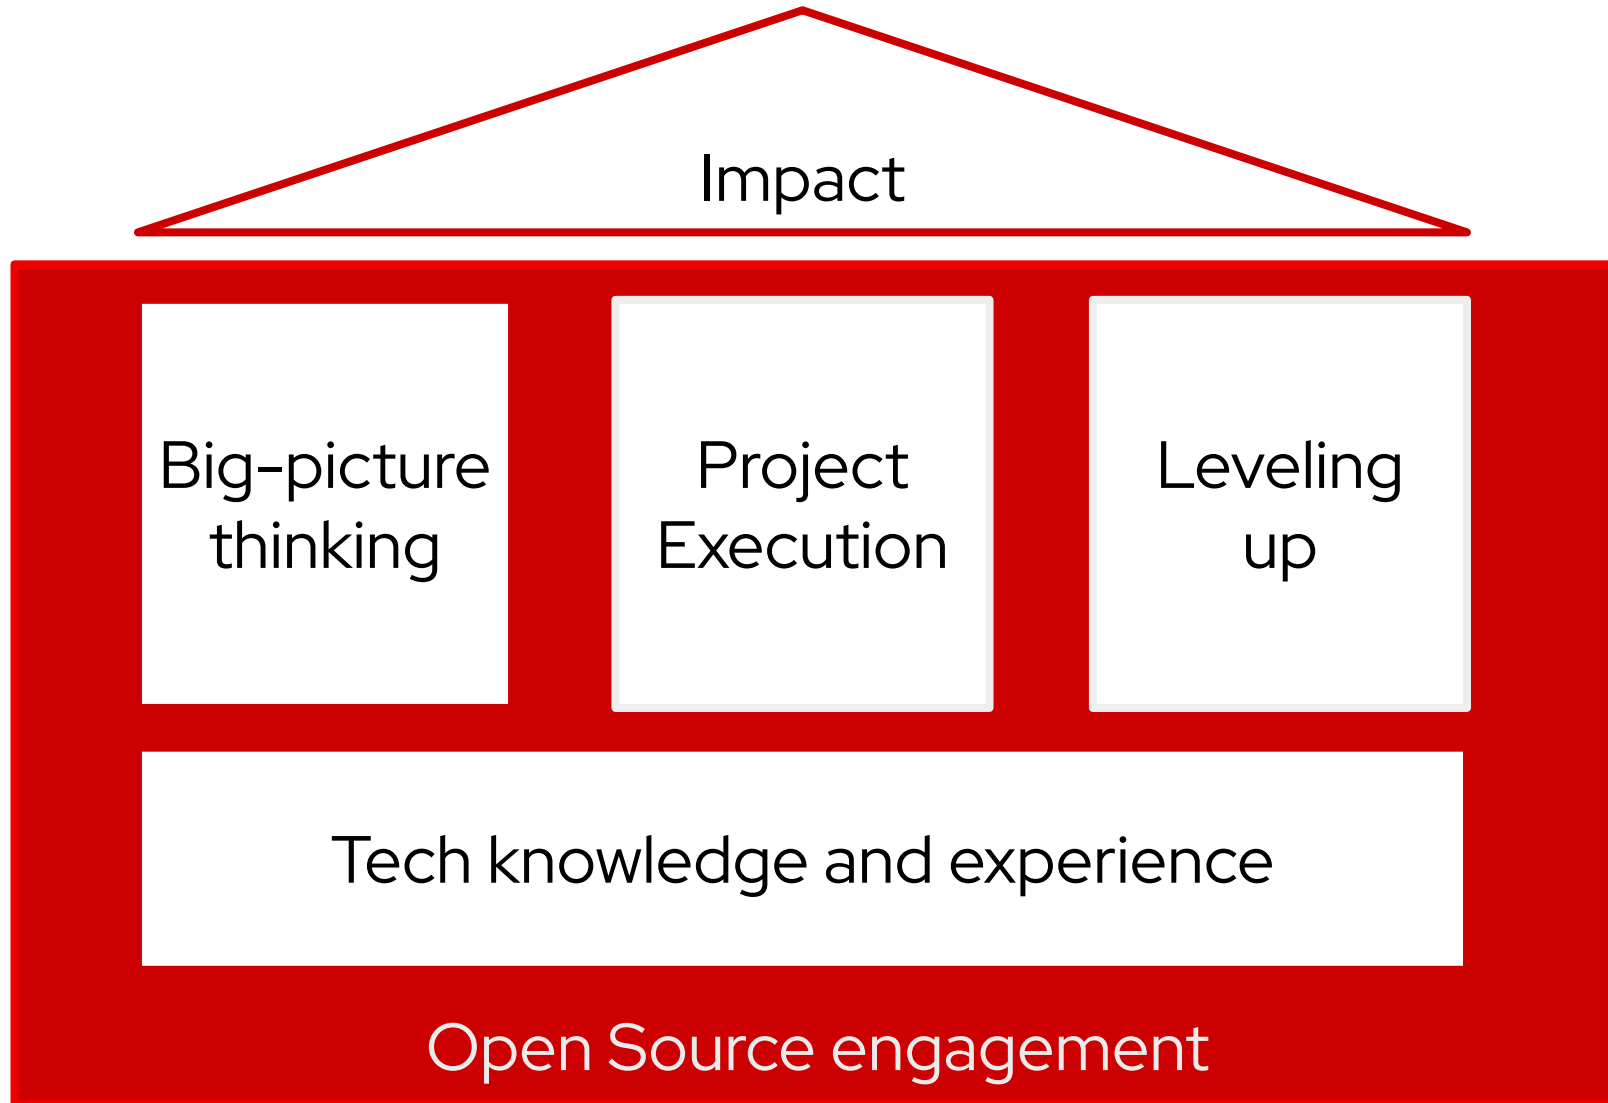 Impact
Big-picture
thinking
Project
Execution
Leveling
up
Tech knowledge and experience
Open Source engagement